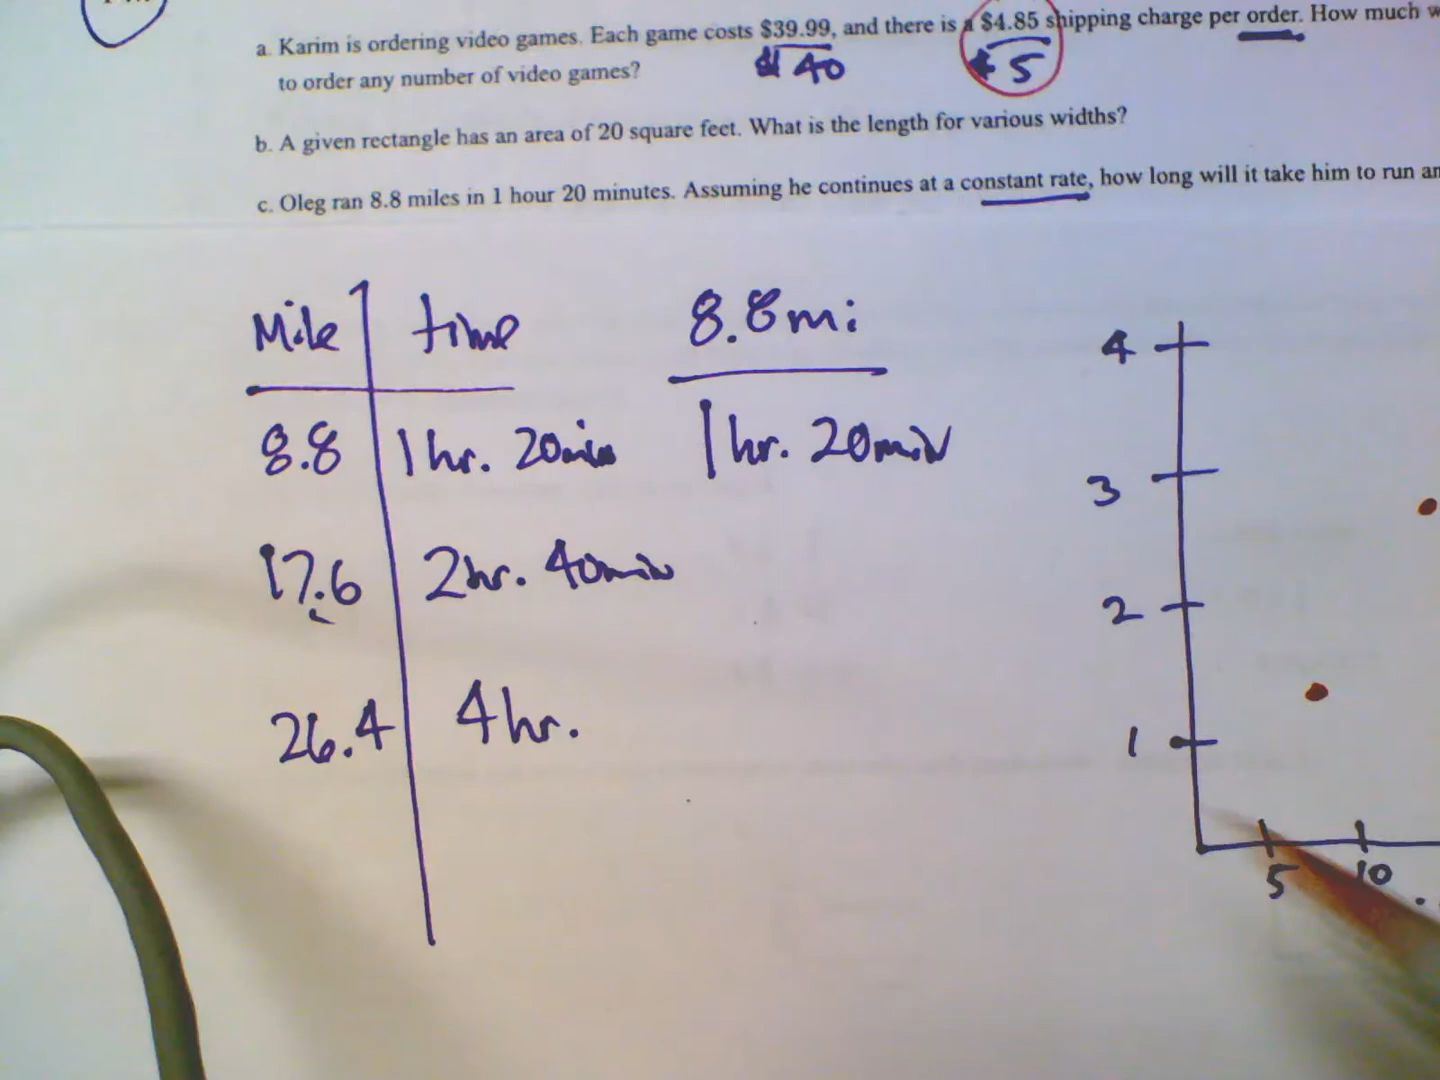 a. Karim is ordering video games. Each game costs $39.99, and there is a $4.85 shipping charge per order. How much
to order any number of video games?
$ 40
5
b. A given rectangle has an area of 20 square feet. What is the length for various widths?
c. Oleg ran 8.8 miles in 1 hour 20 minutes. Assuming he continues at a constant rate, how long will it take him to run
Mile time
8.8 1 hr. 20min
17.6 2hr. 40min
26.4 4hr.
8.8mi
1 hr. 20min
4
3
2
1
5 10